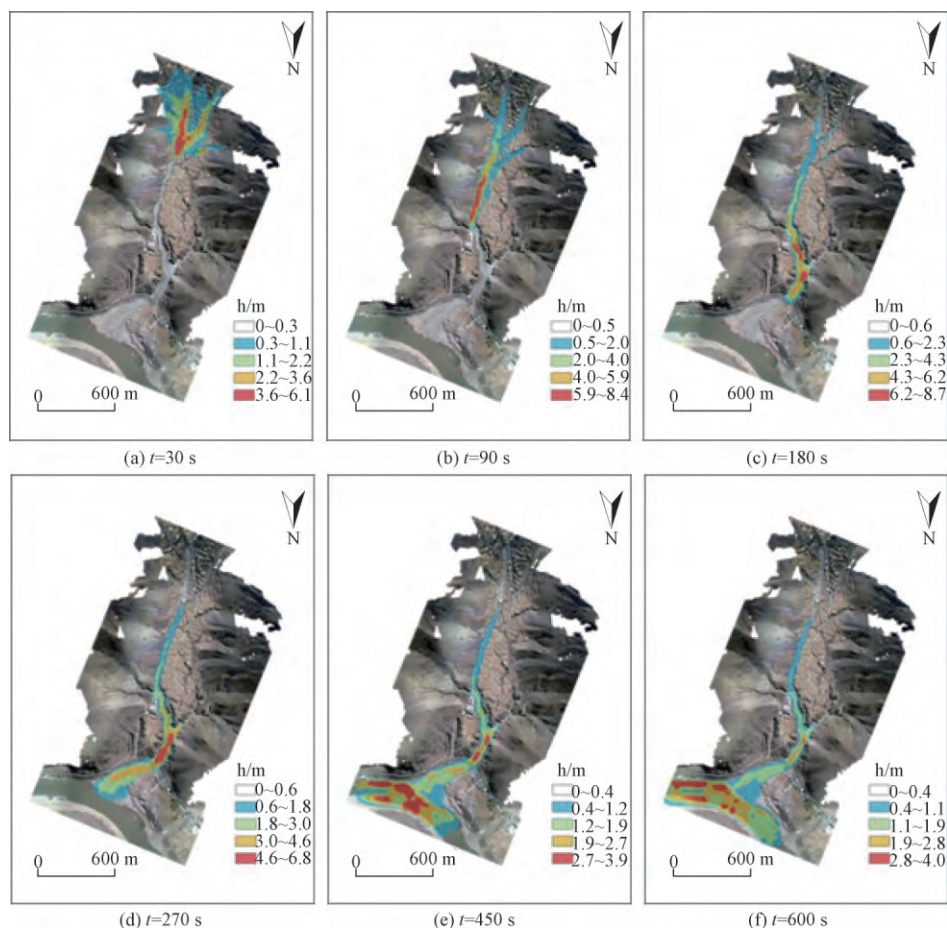 N
h/m
0~0.3
0.3~1.1
1.1~2.2
2.2~3.6
3.6~6.1
0 600 m
(a) t=30 s
N
h/m
0~0.5
0.5~2.0
2.0~4.0
4.0~5.9
5.9~8.4
0 600 m
(b) t=90 s
N
h/m
0~0.6
0.6~2.3
2.3~4.3
4.3~6.2
6.2~8.7
0 600 m
(c) t=180 s
N
h/m
0~0.6
0.6~1.8
1.8~3.0
3.0~4.6
4.6~6.8
0 600 m
(d) t=270 s
N
h/m
0~0.4
0.4~1.2
1.2~1.9
1.9~2.7
2.7~3.9
0 600 m
(e) t=450 s
N
h/m
0~0.4
0.4~1.1
1.1~1.9
1.9~2.8
2.8~4.0
0 600 m
(f) t=600 s